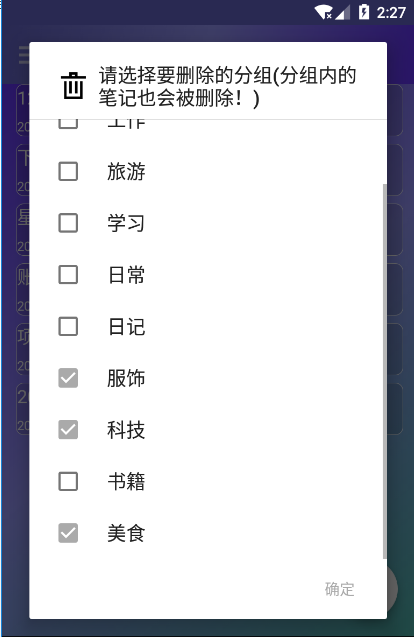 2:27
请选择要删除的分组(分组内的
笔记也会被删除！)
工作
旅游
学习
日常
日记
服饰
科技
书籍
美食
确定